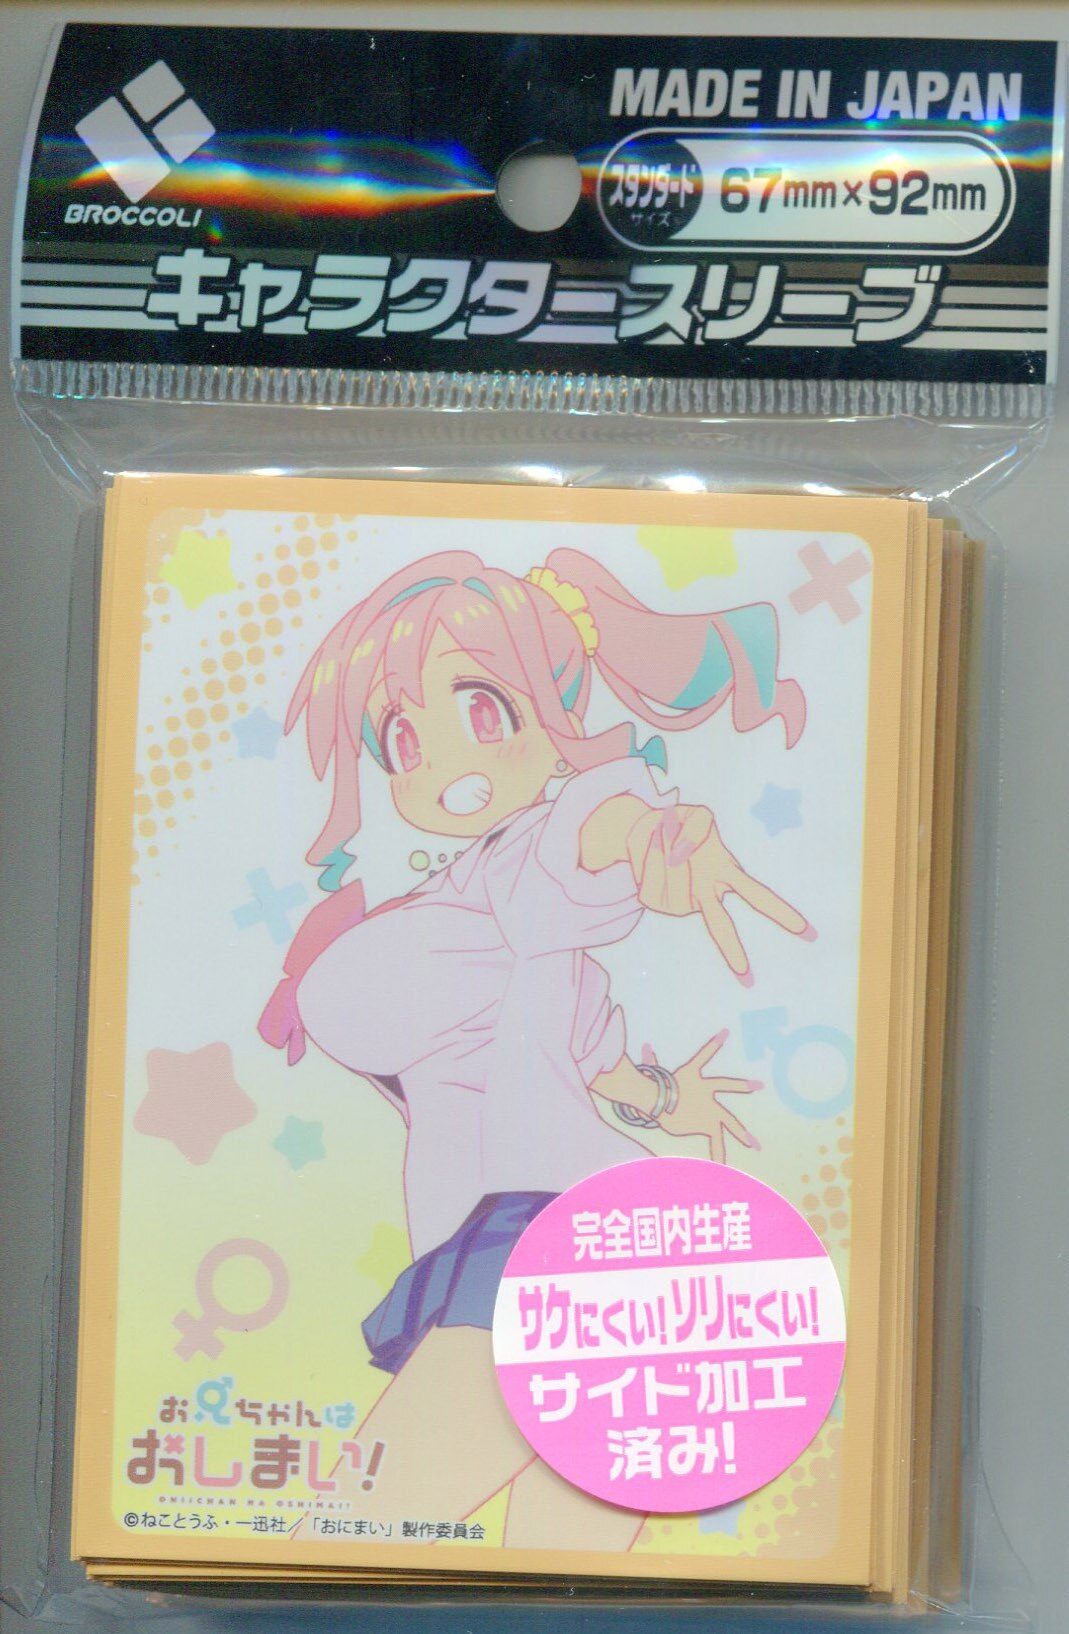 MADE IN JAPAN
BROCCOLI
スタンダード
サイズ
67mm×92mm
キャラクタースリーブ
完全国内生産
サケにくい!ソリにくい!
サイド加工
済み!
お兄ちゃんは
おしまい!
ONIICHAN HA OSHIMAI!
©ねことうふ・一迅社/「おにまい」製作委員会